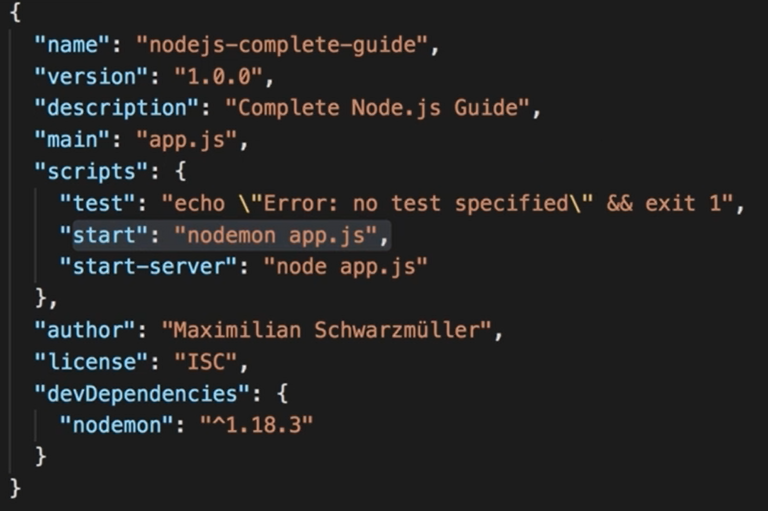 {
"name": "nodejs-complete-guide",
"version": "1.0.0",
"description": "Complete Node.js Guide",
"main": "app.js",
"scripts": {
"test": "echo \"Error: no test specified\" && exit 1",
"start": "nodemon app.js",
"start-server": "node app.js"
},
"author": "Maximilian Schwarzmüller",
"license": "ISC",
"devDependencies": {
"nodemon": "^1.18.3"
}
}